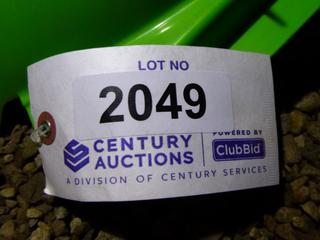 LOT NO
2049
CENTURY AUCTIONS
POWERED BY
ClubBid
A DIVISION OF CENTURY SERVICES